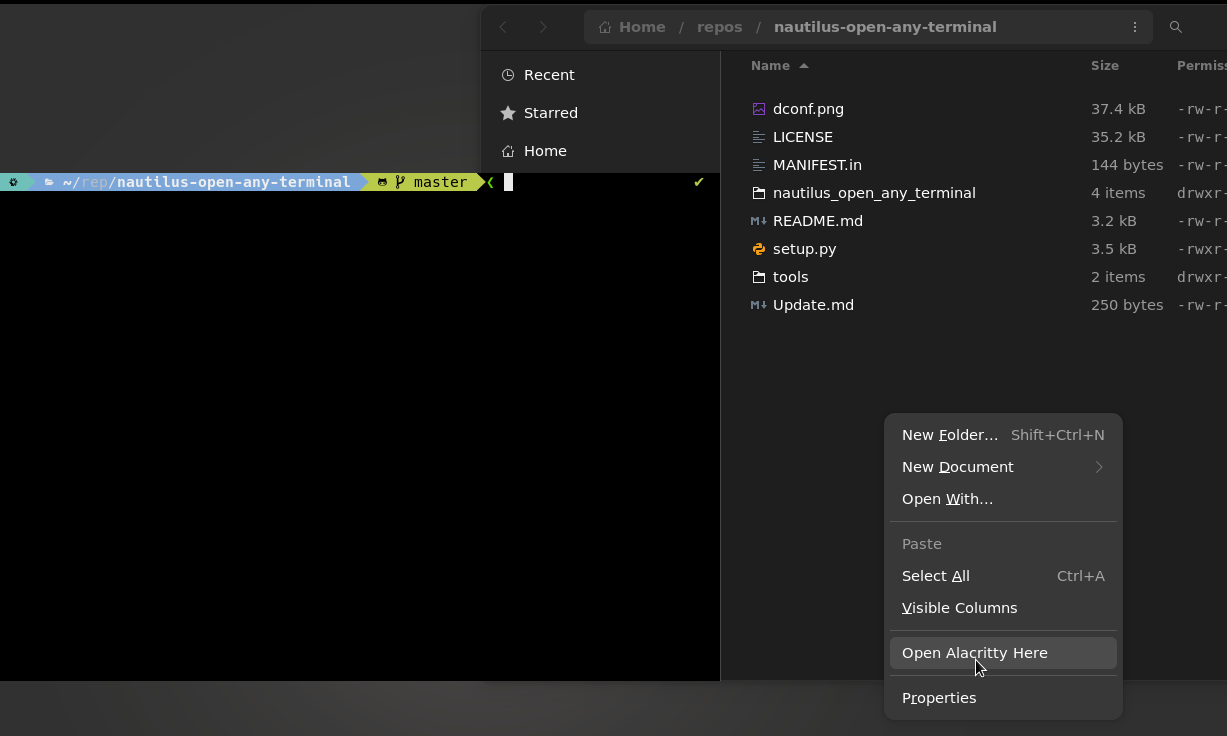 Home / repos / nautilus-open-any-terminal
Recent
Starred
Home
~/rep/nautilus-open-any-terminal master ❮ ✔
Name Size Permiss
dconf.png 37.4 kB -rw-r-
LICENSE 35.2 kB -rw-r-
MANIFEST.in 144 bytes -rw-r-
nautilus_open_any_terminal 4 items drwxr-
README.md 3.2 kB -rw-r-
setup.py 3.5 kB -rwxr-
tools 2 items drwxr-
Update.md 250 bytes -rw-r-
New Folder... Shift+Ctrl+N
New Document
Open With...
Paste
Select All Ctrl+A
Visible Columns
Open Alacritty Here
Properties